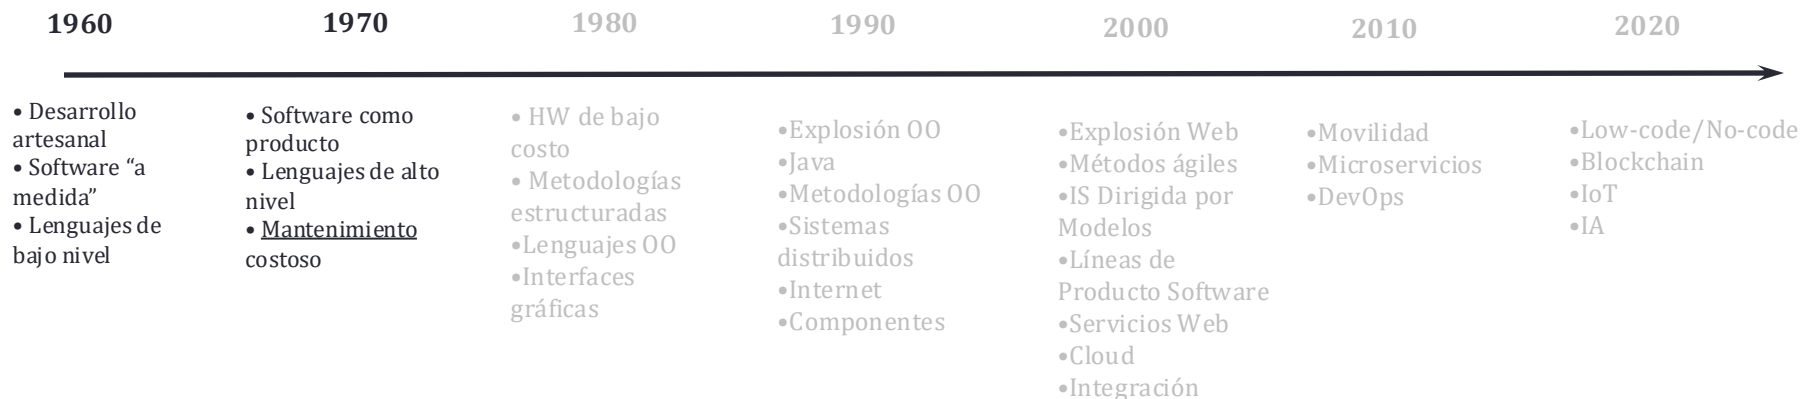 1960
1970
1980
1990
2000
2010
2020
• Desarrollo
artesanal
• Software “a
medida”
• Lenguajes de
bajo nivel
• Software como
producto
• Lenguajes de alto
nivel
• Mantenimiento
costoso
• HW de bajo
costo
• Metodologías
estructuradas
•Lenguajes OO
•Interfaces
gráficas
•Explosión OO
•Java
•Metodologías OO
•Sistemas
distribuidos
•Internet
•Componentes
•Explosión Web
•Métodos ágiles
•IS Dirigida por
Modelos
•Líneas de
Producto Software
•Servicios Web
•Cloud
•Integración
•Movilidad
•Microservicios
•DevOps
•Low-code/No-code
•Blockchain
•IoT
•IA